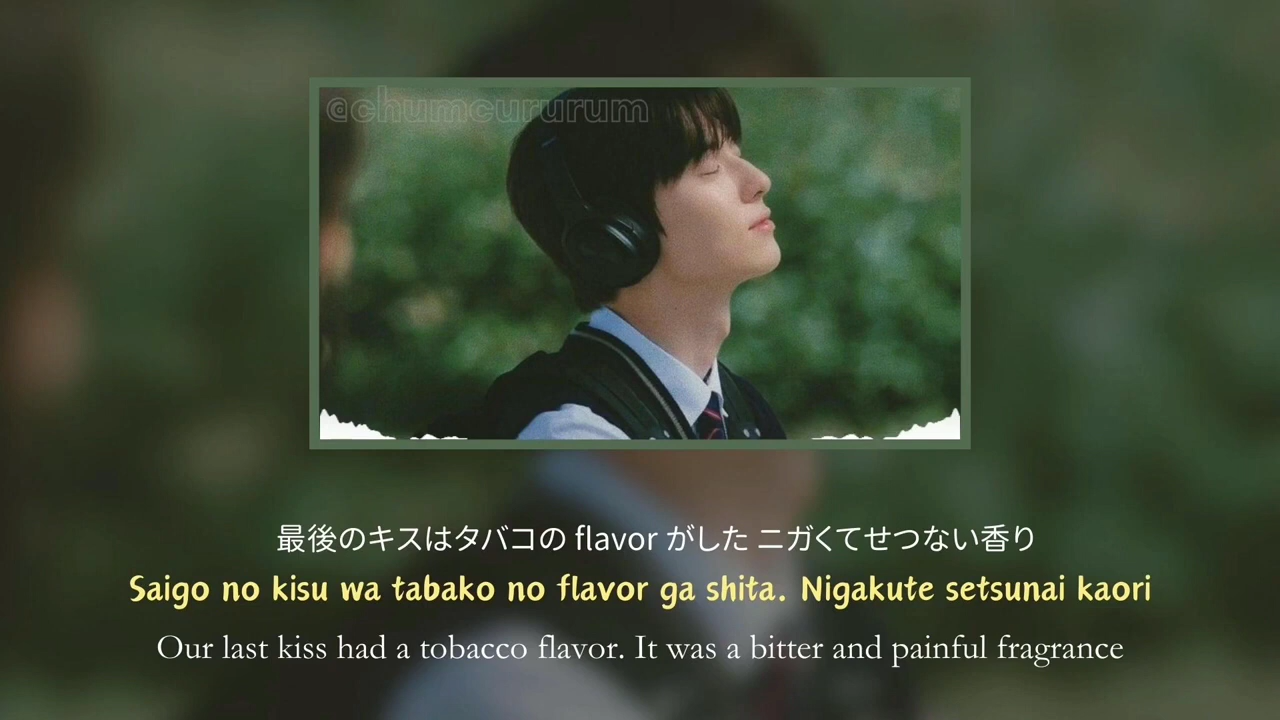 @chumcururum
最後のキスはタバコの flavor がした ニガくてせつない香り
Saigo no kisu wa tabako no flavor ga shita. Nigakute setsunai kaori
Our last kiss had a tobacco flavor. It was a bitter and painful fragrance